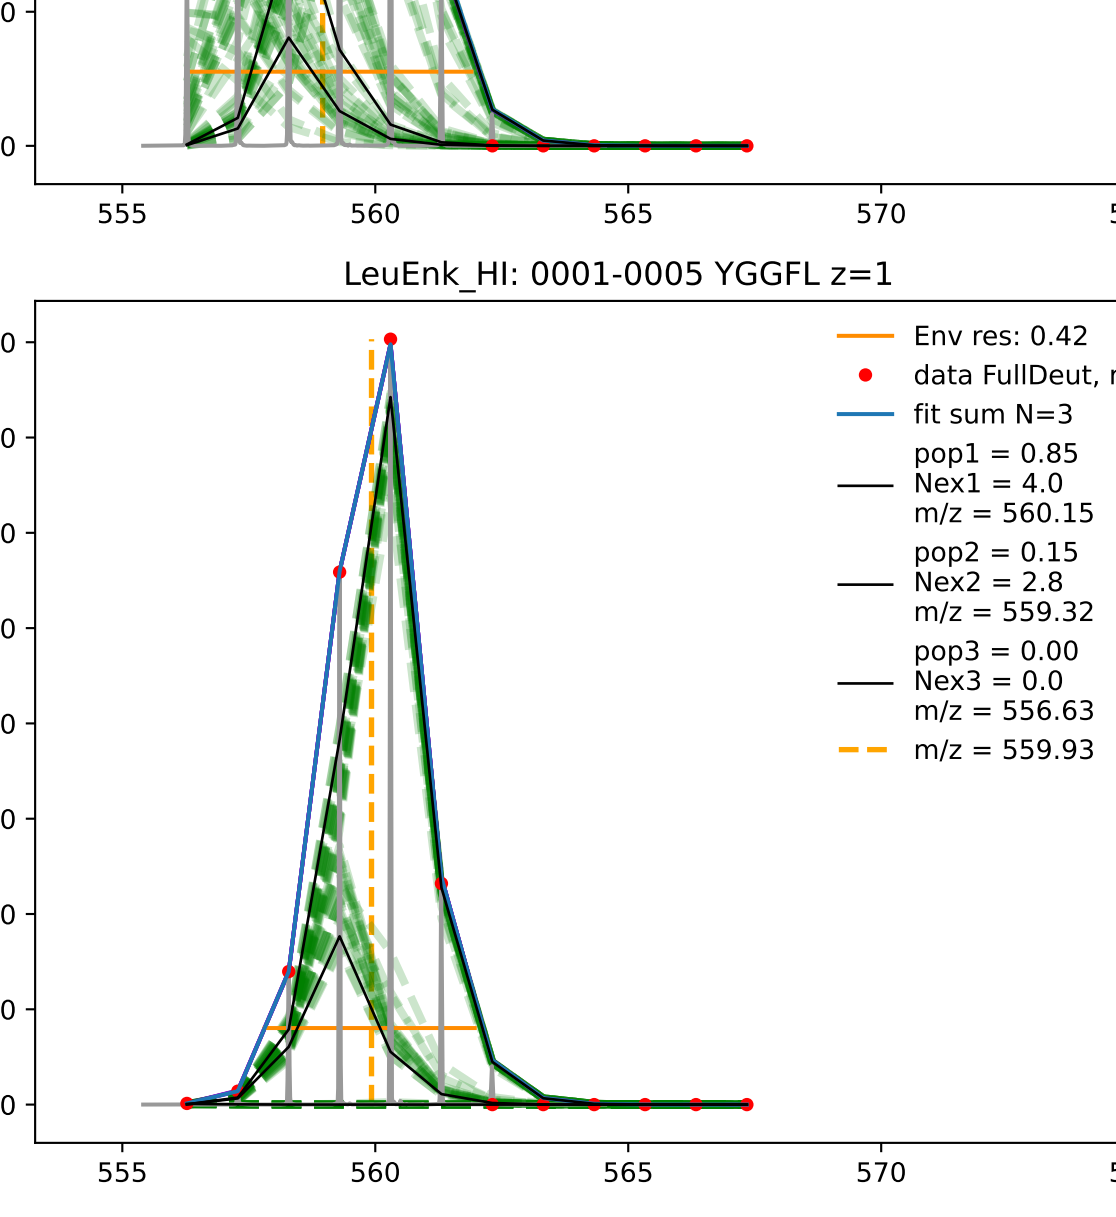 0
0
555 560 565 570 5
LeuEnk_HI: 0001-0005 YGGFL z=1
0
0
0
0
0
0
0
0
0
Env res: 0.42
data FullDeut, r
fit sum N=3
pop1 = 0.85
Nex1 = 4.0
m/z = 560.15
pop2 = 0.15
Nex2 = 2.8
m/z = 559.32
pop3 = 0.00
Nex3 = 0.0
m/z = 556.63
m/z = 559.93
555 560 565 570 5